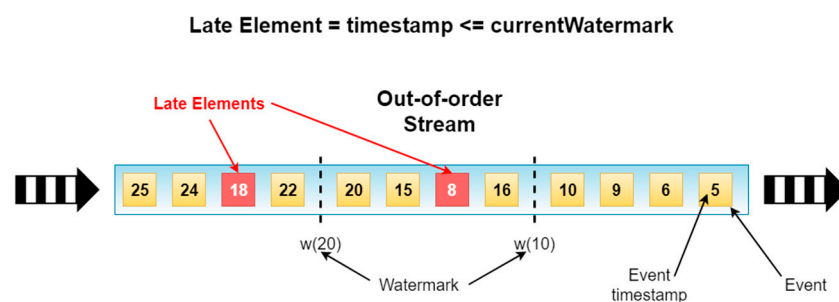 Late Element = timestamp <= currentWatermark
Late Elements
Out-of-order
Stream
25 24 18 22 20 15 8 16 10 9 6 5
w(20)
w(10)
Watermark
Event
timestamp
Event